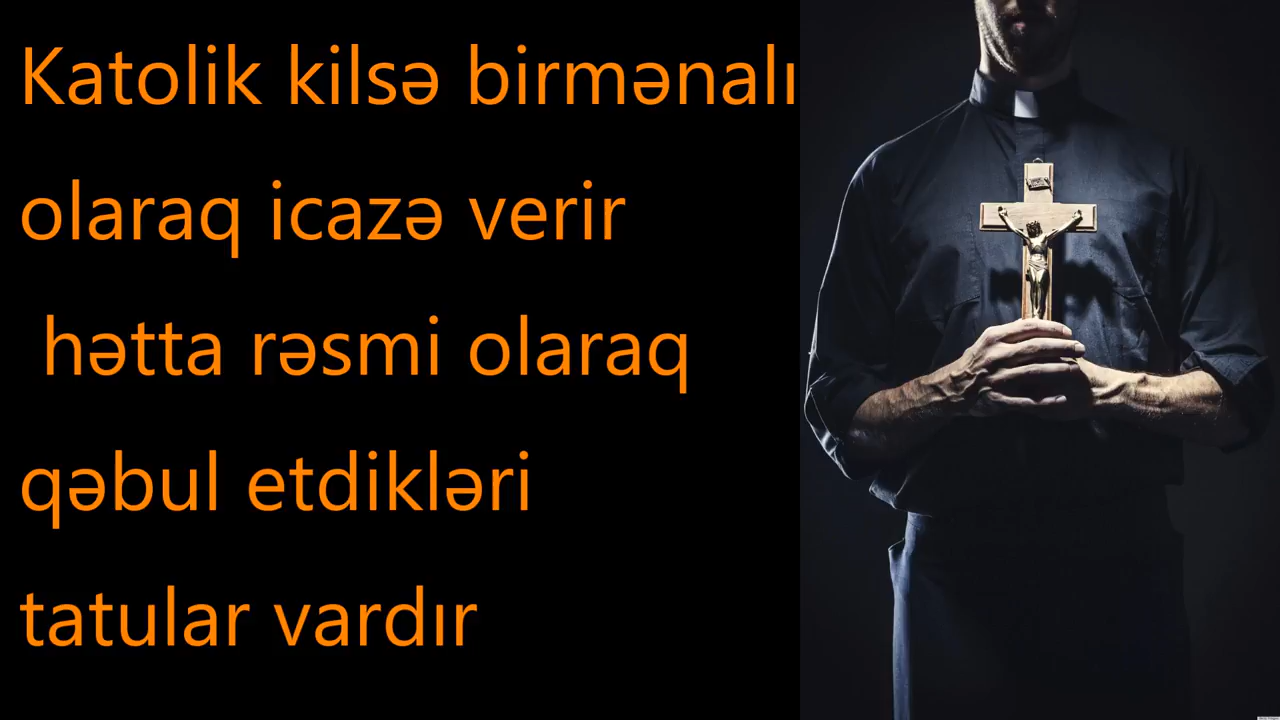 Katolik kilsə birmənalı
olaraq icazə verir
hətta rəsmi olaraq
qəbul etdikləri
tatular vardır